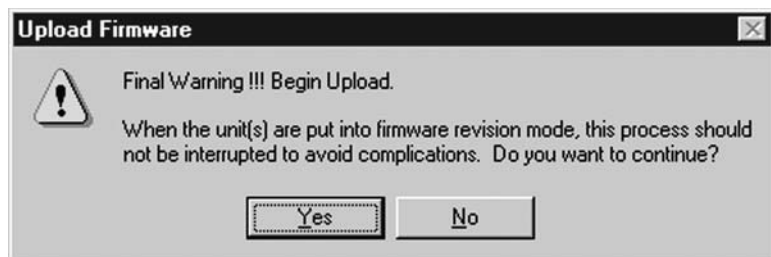 Upload Firmware
Final Warning !!! Begin Upload.
When the unit(s) are put into firmware revision mode, this process should
not be interrupted to avoid complications. Do you want to continue?
Yes
No